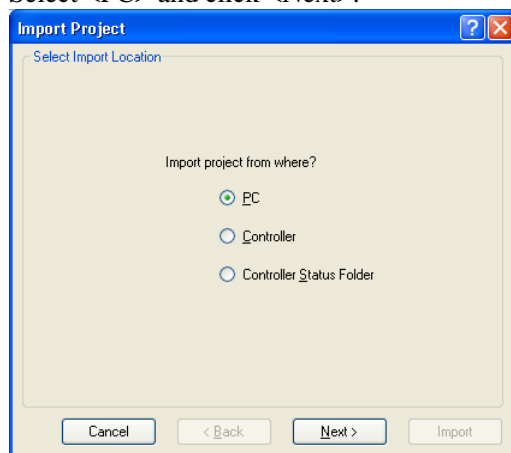 Select <PC> and click <Next>.
Import Project
Select Import Location
Import project from where?
PC
Controller
Controller Status Folder
Cancel
< Back
Next >
Import